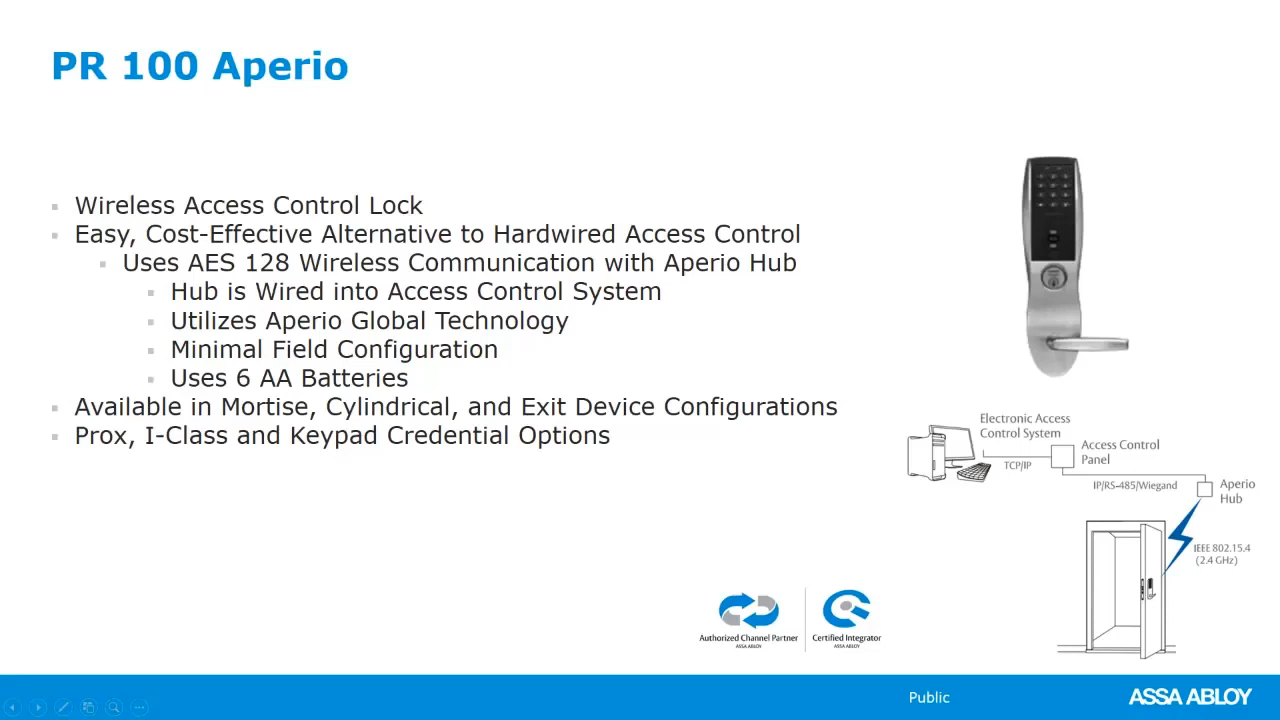 PR 100 Aperio
Wireless Access Control Lock
Easy, Cost-Effective Alternative to Hardwired Access Control
Uses AES 128 Wireless Communication with Aperio Hub
Hub is Wired into Access Control System
Utilizes Aperio Global Technology
Minimal Field Configuration
Uses 6 AA Batteries
Available in Mortise, Cylindrical, and Exit Device Configurations
Prox, I-Class and Keypad Credential Options
Electronic Access
Control System
Access Control
Panel
TCP/IP
IP/RS-485/Wiegand
Aperio
Hub
IEEE 802.15.4
(2.4 GHz)
Authorized Channel Partner
ASSA ABLOY
Certified Integrator
ASSA ABLOY
Public
ASSA ABLOY